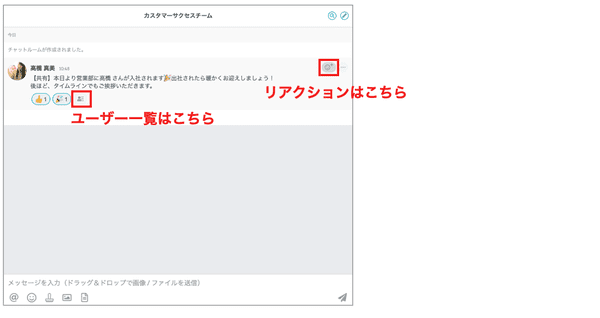 カスタマーサクセスチーム
今日
チャットルームが作成されました。
高橋 真美 10:48
【共有】本日より営業部に高橋 さんが入社されます🎉出社されたら暖かくお迎えしましょう！
後ほど、タイムラインでもご挨拶いただきます。
👍1 🎉1
リアクションはこちら
ユーザー一覧はこちら
メッセージを入力（ドラッグ＆ドロップで画像 / ファイルを送信）